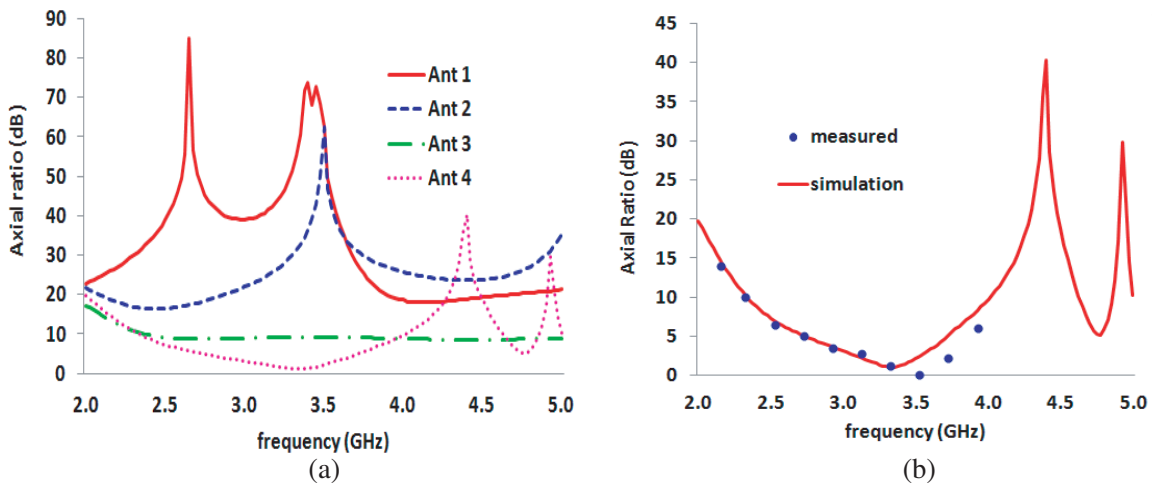 Axial ratio (dB)
90
80
70
60
50
40
30
20
10
0
Ant 1
Ant 2
Ant 3
Ant 4
2.0 2.5 3.0 3.5 4.0 4.5 5.0
frequency (GHz)
(a)
Axial Ratio (dB)
45
40
35
30
25
20
15
10
5
0
measured
simulation
2.0 2.5 3.0 3.5 4.0 4.5 5.0
frequency (GHz)
(b)